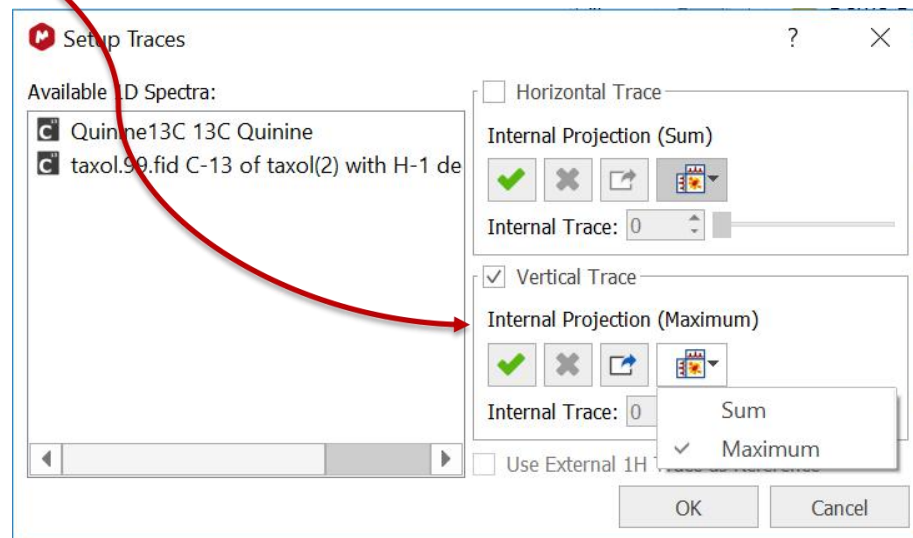 Setup Traces
?
Available 1D Spectra:
Quinine13C 13C Quinine
taxol.99.fid C-13 of taxol(2) with H-1 de
Horizontal Trace
Internal Projection (Sum)
Internal Trace: 0
Vertical Trace
Internal Projection (Maximum)
Internal Trace: 0
Sum
Maximum
Use External 1H Trace as Reference
OK
Cancel